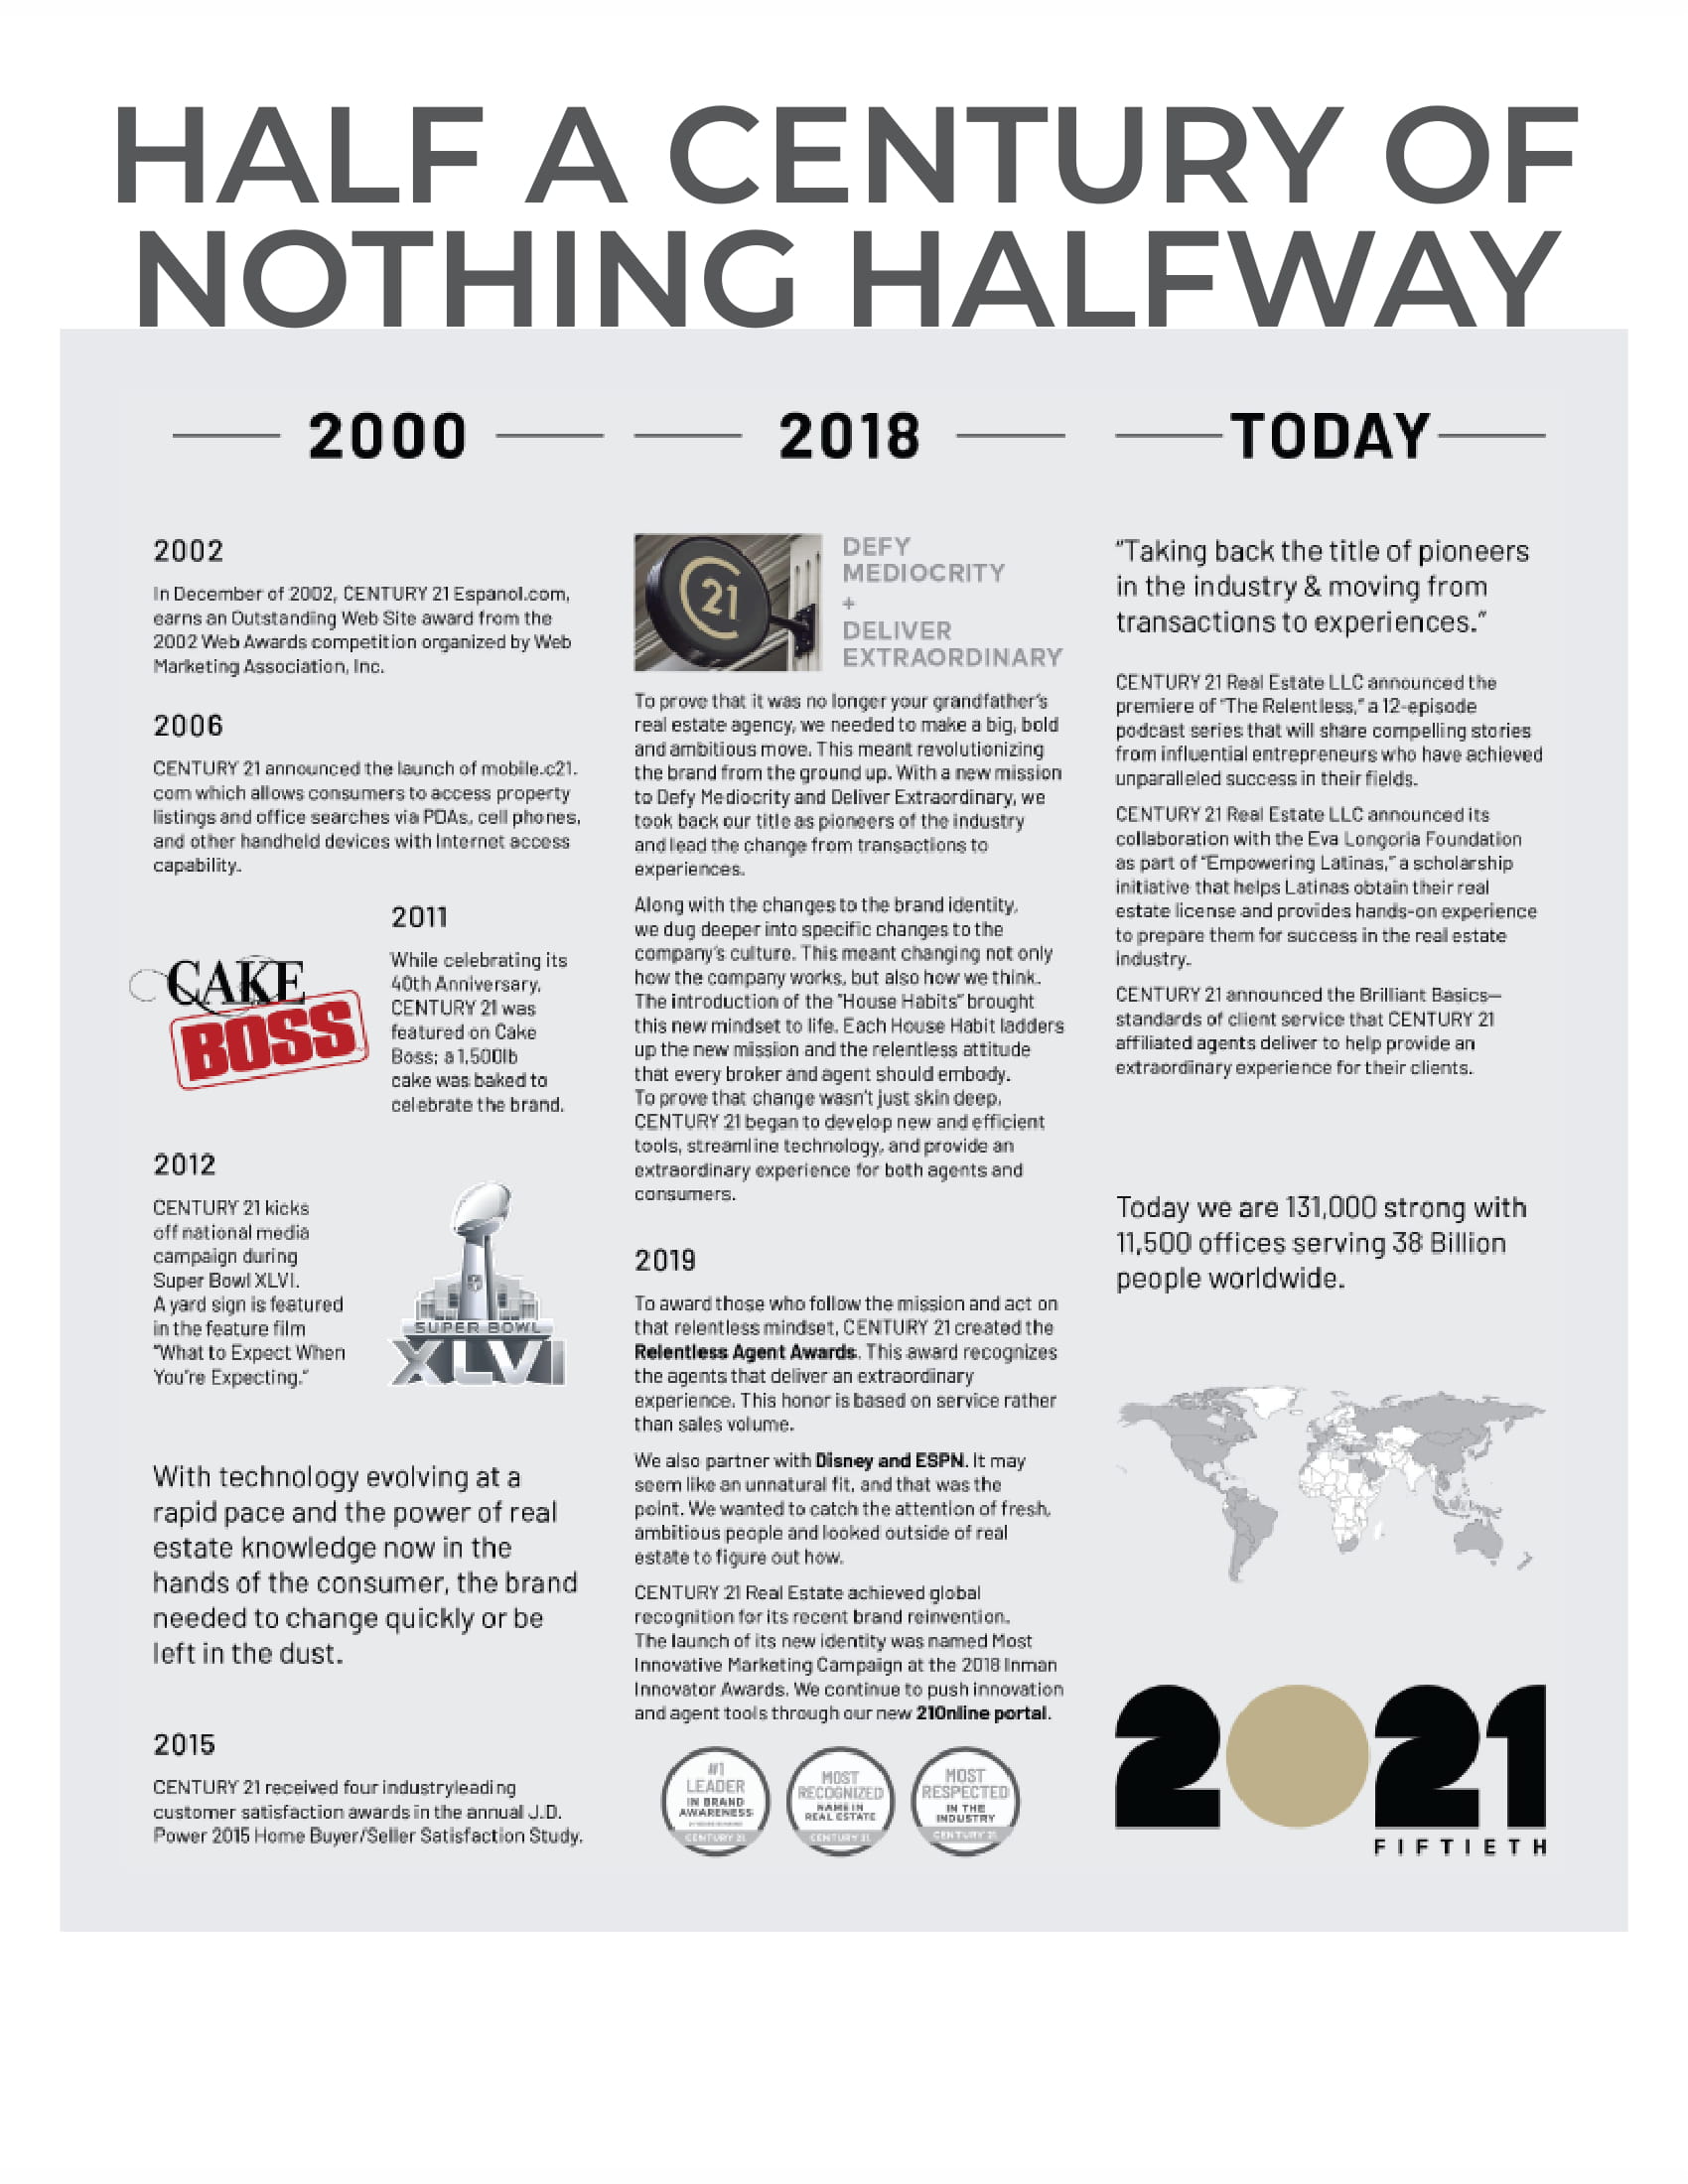 HALF A CENTURY OF
NOTHING HALFWAY
2000
2002
In December of 2002, CENTURY 21 Espanol.com,
earns an Outstanding Web Site award from the
2002 Web Awards competition organized by Web
Marketing Association, Inc.
2006
CENTURY 21 announced the launch of mobile.c21.
com which allows consumers to access property
listings and office searches via PDAs, cell phones,
and other handheld devices with Internet access
capability.
CAKE
BOSS
2011
While celebrating its
40th Anniversary,
CENTURY 21 was
featured on Cake
Boss; a 1,500lb
cake was baked to
celebrate the brand.
2012
CENTURY 21 kicks
off national media
campaign during
Super Bowl XLVI.
A yard sign is featured
in the feature film
"What to Expect When
You're Expecting."
SUPER BOWL
XLVI
With technology evolving at a
rapid pace and the power of real
estate knowledge now in the
hands of the consumer, the brand
needed to change quickly or be
left in the dust.
2015
CENTURY 21 received four industryleading
customer satisfaction awards in the annual J.D.
Power 2015 Home Buyer/Seller Satisfaction Study.
2018
21
DEFY
MEDIOCRITY
+
DELIVER
EXTRAORDINARY
To prove that it was no longer your grandfather's
real estate agency, we needed to make a big, bold
and ambitious move. This meant revolutionizing
the brand from the ground up. With a new mission
to Defy Mediocrity and Deliver Extraordinary, we
took back our title as pioneers of the industry
and lead the change from transactions to
experiences.
Along with the changes to the brand identity,
we dug deeper into specific changes to the
company's culture. This meant changing not only
how the company works, but also how we think.
The introduction of the "House Habits" brought
this new mindset to life. Each House Habit ladders
up the new mission and the relentless attitude
that every broker and agent should embody.
To prove that change wasn't just skin deep,
CENTURY 21 began to develop new and efficient
tools, streamline technology, and provide an
extraordinary experience for both agents and
consumers.
2019
To award those who follow the mission and act on
that relentless mindset, CENTURY 21 created the
Relentless Agent Awards. This award recognizes
the agents that deliver an extraordinary
experience. This honor is based on service rather
than sales volume.
We also partner with Disney and ESPN. It may
seem like an unnatural fit, and that was the
point. We wanted to catch the attention of fresh,
ambitious people and looked outside of real
estate to figure out how.
CENTURY 21 Real Estate achieved global
recognition for its recent brand reinvention.
The launch of its new identity was named Most
Innovative Marketing Campaign at the 2018 Inman
Innovator Awards. We continue to push innovation
and agent tools through our new 21Online portal.
#1
LEADER
IN BRAND
AWARENESS
CENTURY 21
MOST
RECOGNIZED
NAME IN
REAL ESTATE
CENTURY 21
MOST
RESPECTED
IN THE
INDUSTRY
CENTURY 21
TODAY
"Taking back the title of pioneers
in the industry & moving from
transactions to experiences."
CENTURY 21 Real Estate LLC announced the
premiere of "The Relentless," a 12-episode
podcast series that will share compelling stories
from influential entrepreneurs who have achieved
unparalleled success in their fields.
CENTURY 21 Real Estate LLC announced its
collaboration with the Eva Longoria Foundation
as part of "Empowering Latinas," a scholarship
initiative that helps Latinas obtain their real
estate license and provides hands-on experience
to prepare them for success in the real estate
industry.
CENTURY 21 announced the Brilliant Basics—
standards of client service that CENTURY 21
affiliated agents deliver to help provide an
extraordinary experience for their clients.
Today we are 131,000 strong with
11,500 offices serving 38 Billion
people worldwide.
2021
FIFTIETH